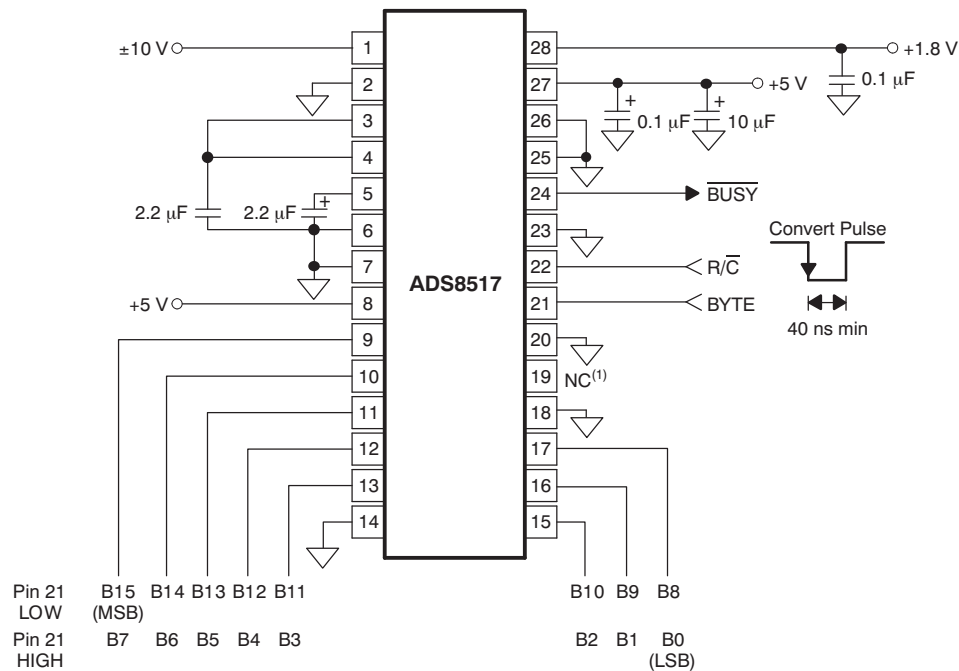 ±10 V
1
2
3
4
5
6
7
8
9
10
11
12
13
14
2.2 μF
2.2 μF
+
+5 V
ADS8517
28
27
26
25
24
23
22
21
20
19
18
17
16
15
+1.8 V
0.1 μF
+5 V
+
0.1 μF
+
10 μF
BUSY
R/C
BYTE
NC(1)
Convert Pulse
40 ns min
Pin 21 LOW
B15 (MSB)
B14 B13 B12 B11
B10 B9 B8
Pin 21 HIGH
B7 B6 B5 B4 B3
B2 B1 B0 (LSB)